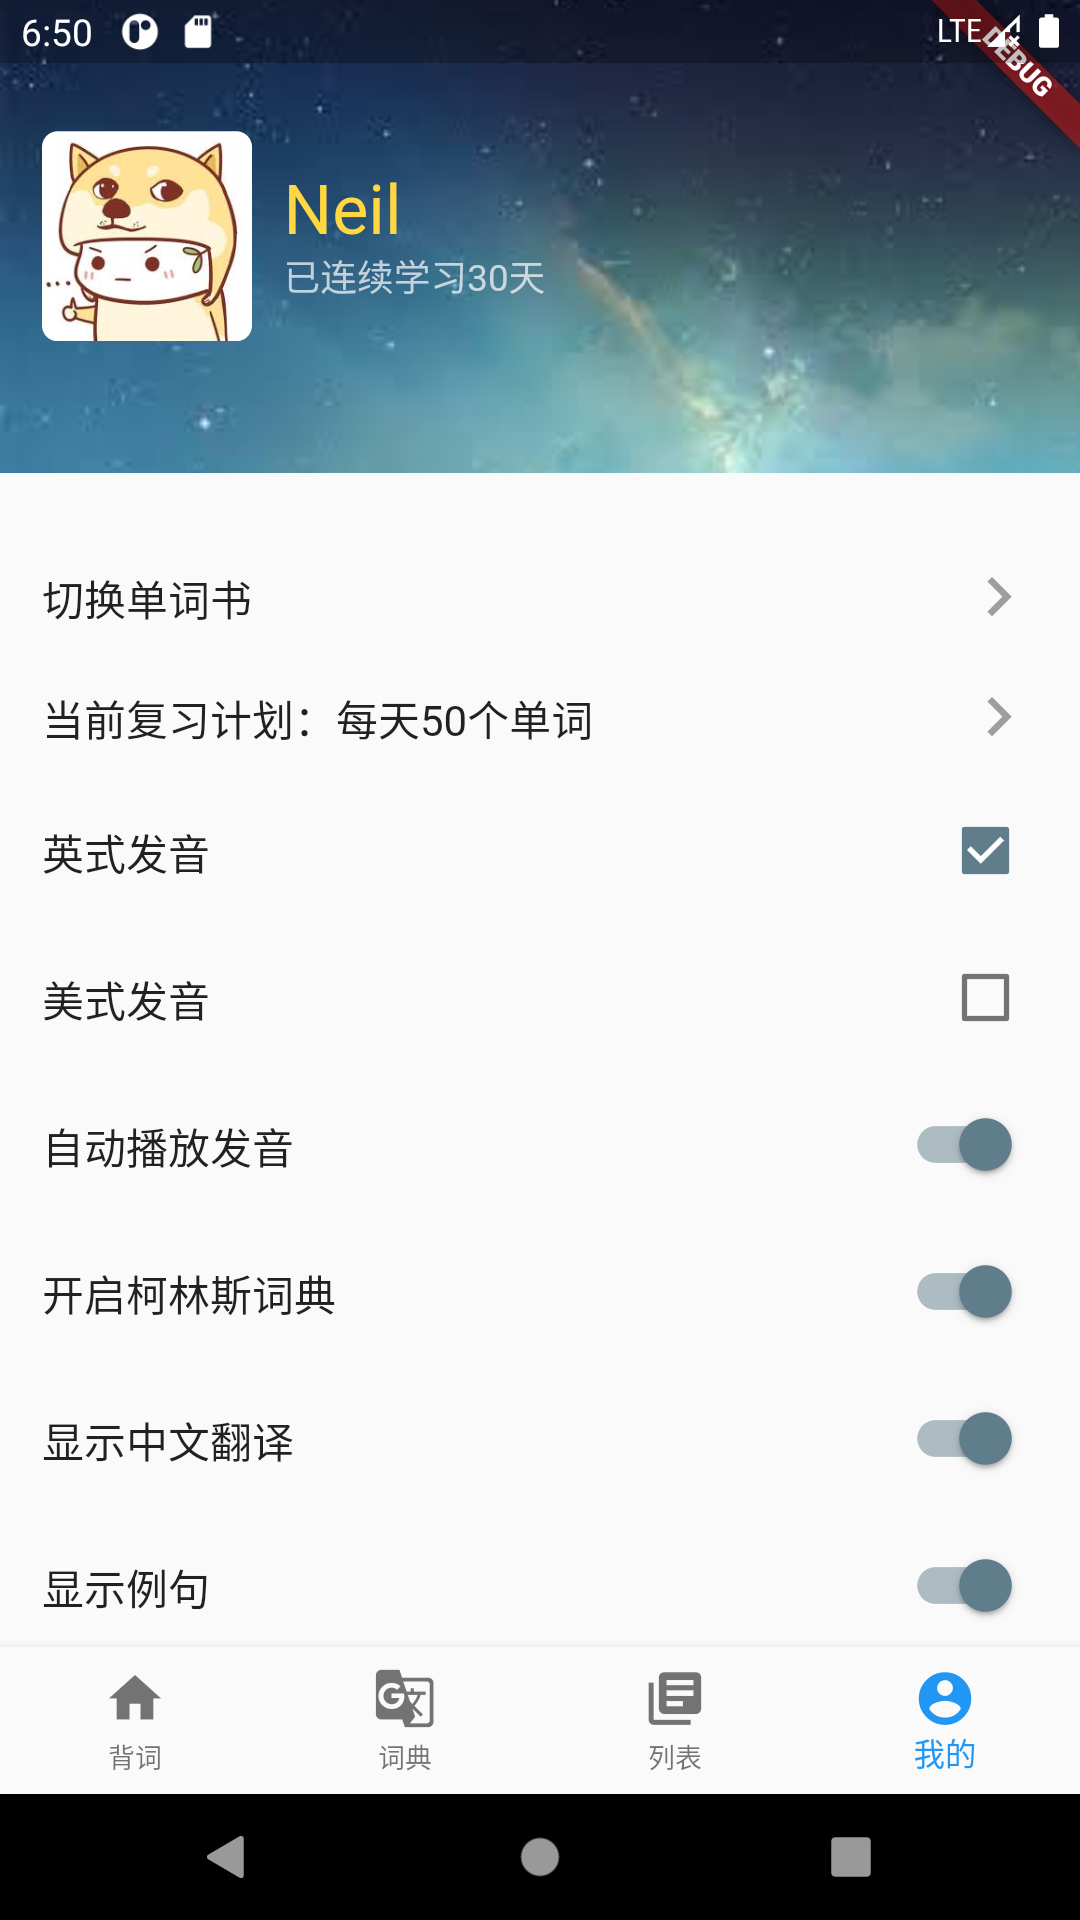 6:50
LTE
DEBUG
Neil
已连续学习30天
切换单词书
当前复习计划：每天50个单词
英式发音
美式发音
自动播放发音
开启柯林斯词典
显示中文翻译
显示例句
背词
词典
列表
我的